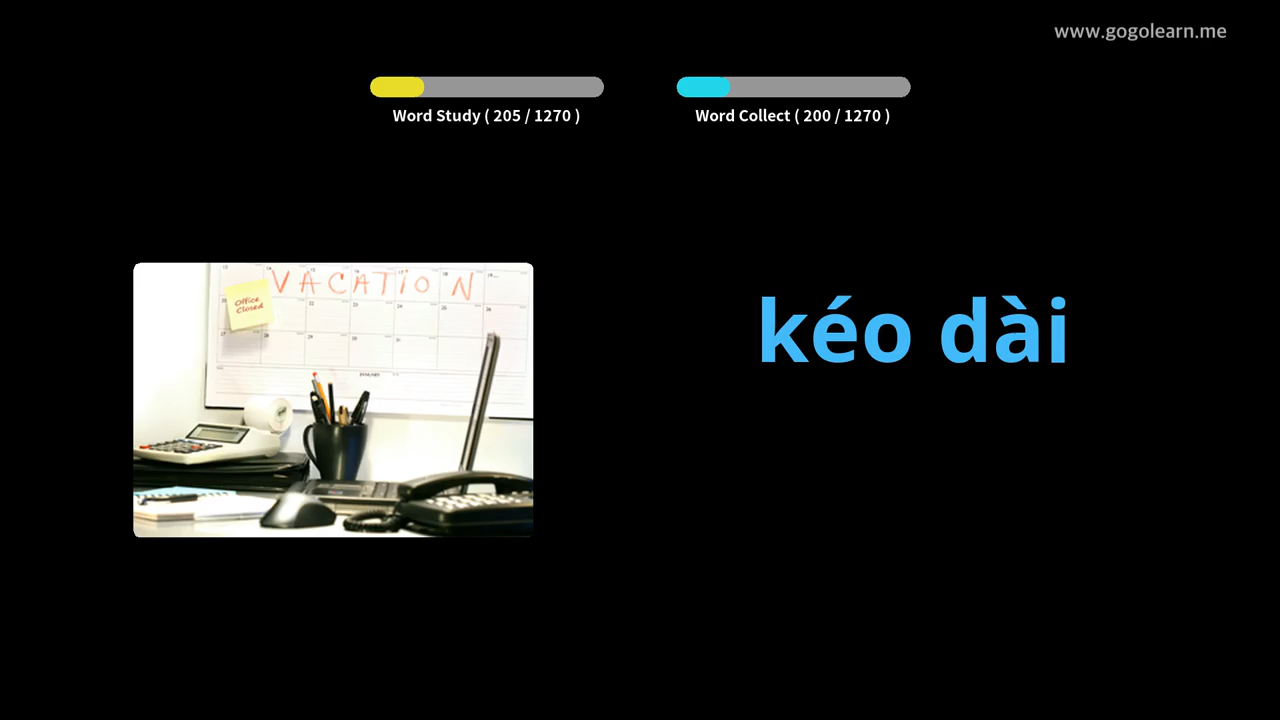 www.gogolearn.me
Word Study ( 205 / 1270 )
Word Collect ( 200 / 1270 )
VACATION
Office
Closed
kéo dài